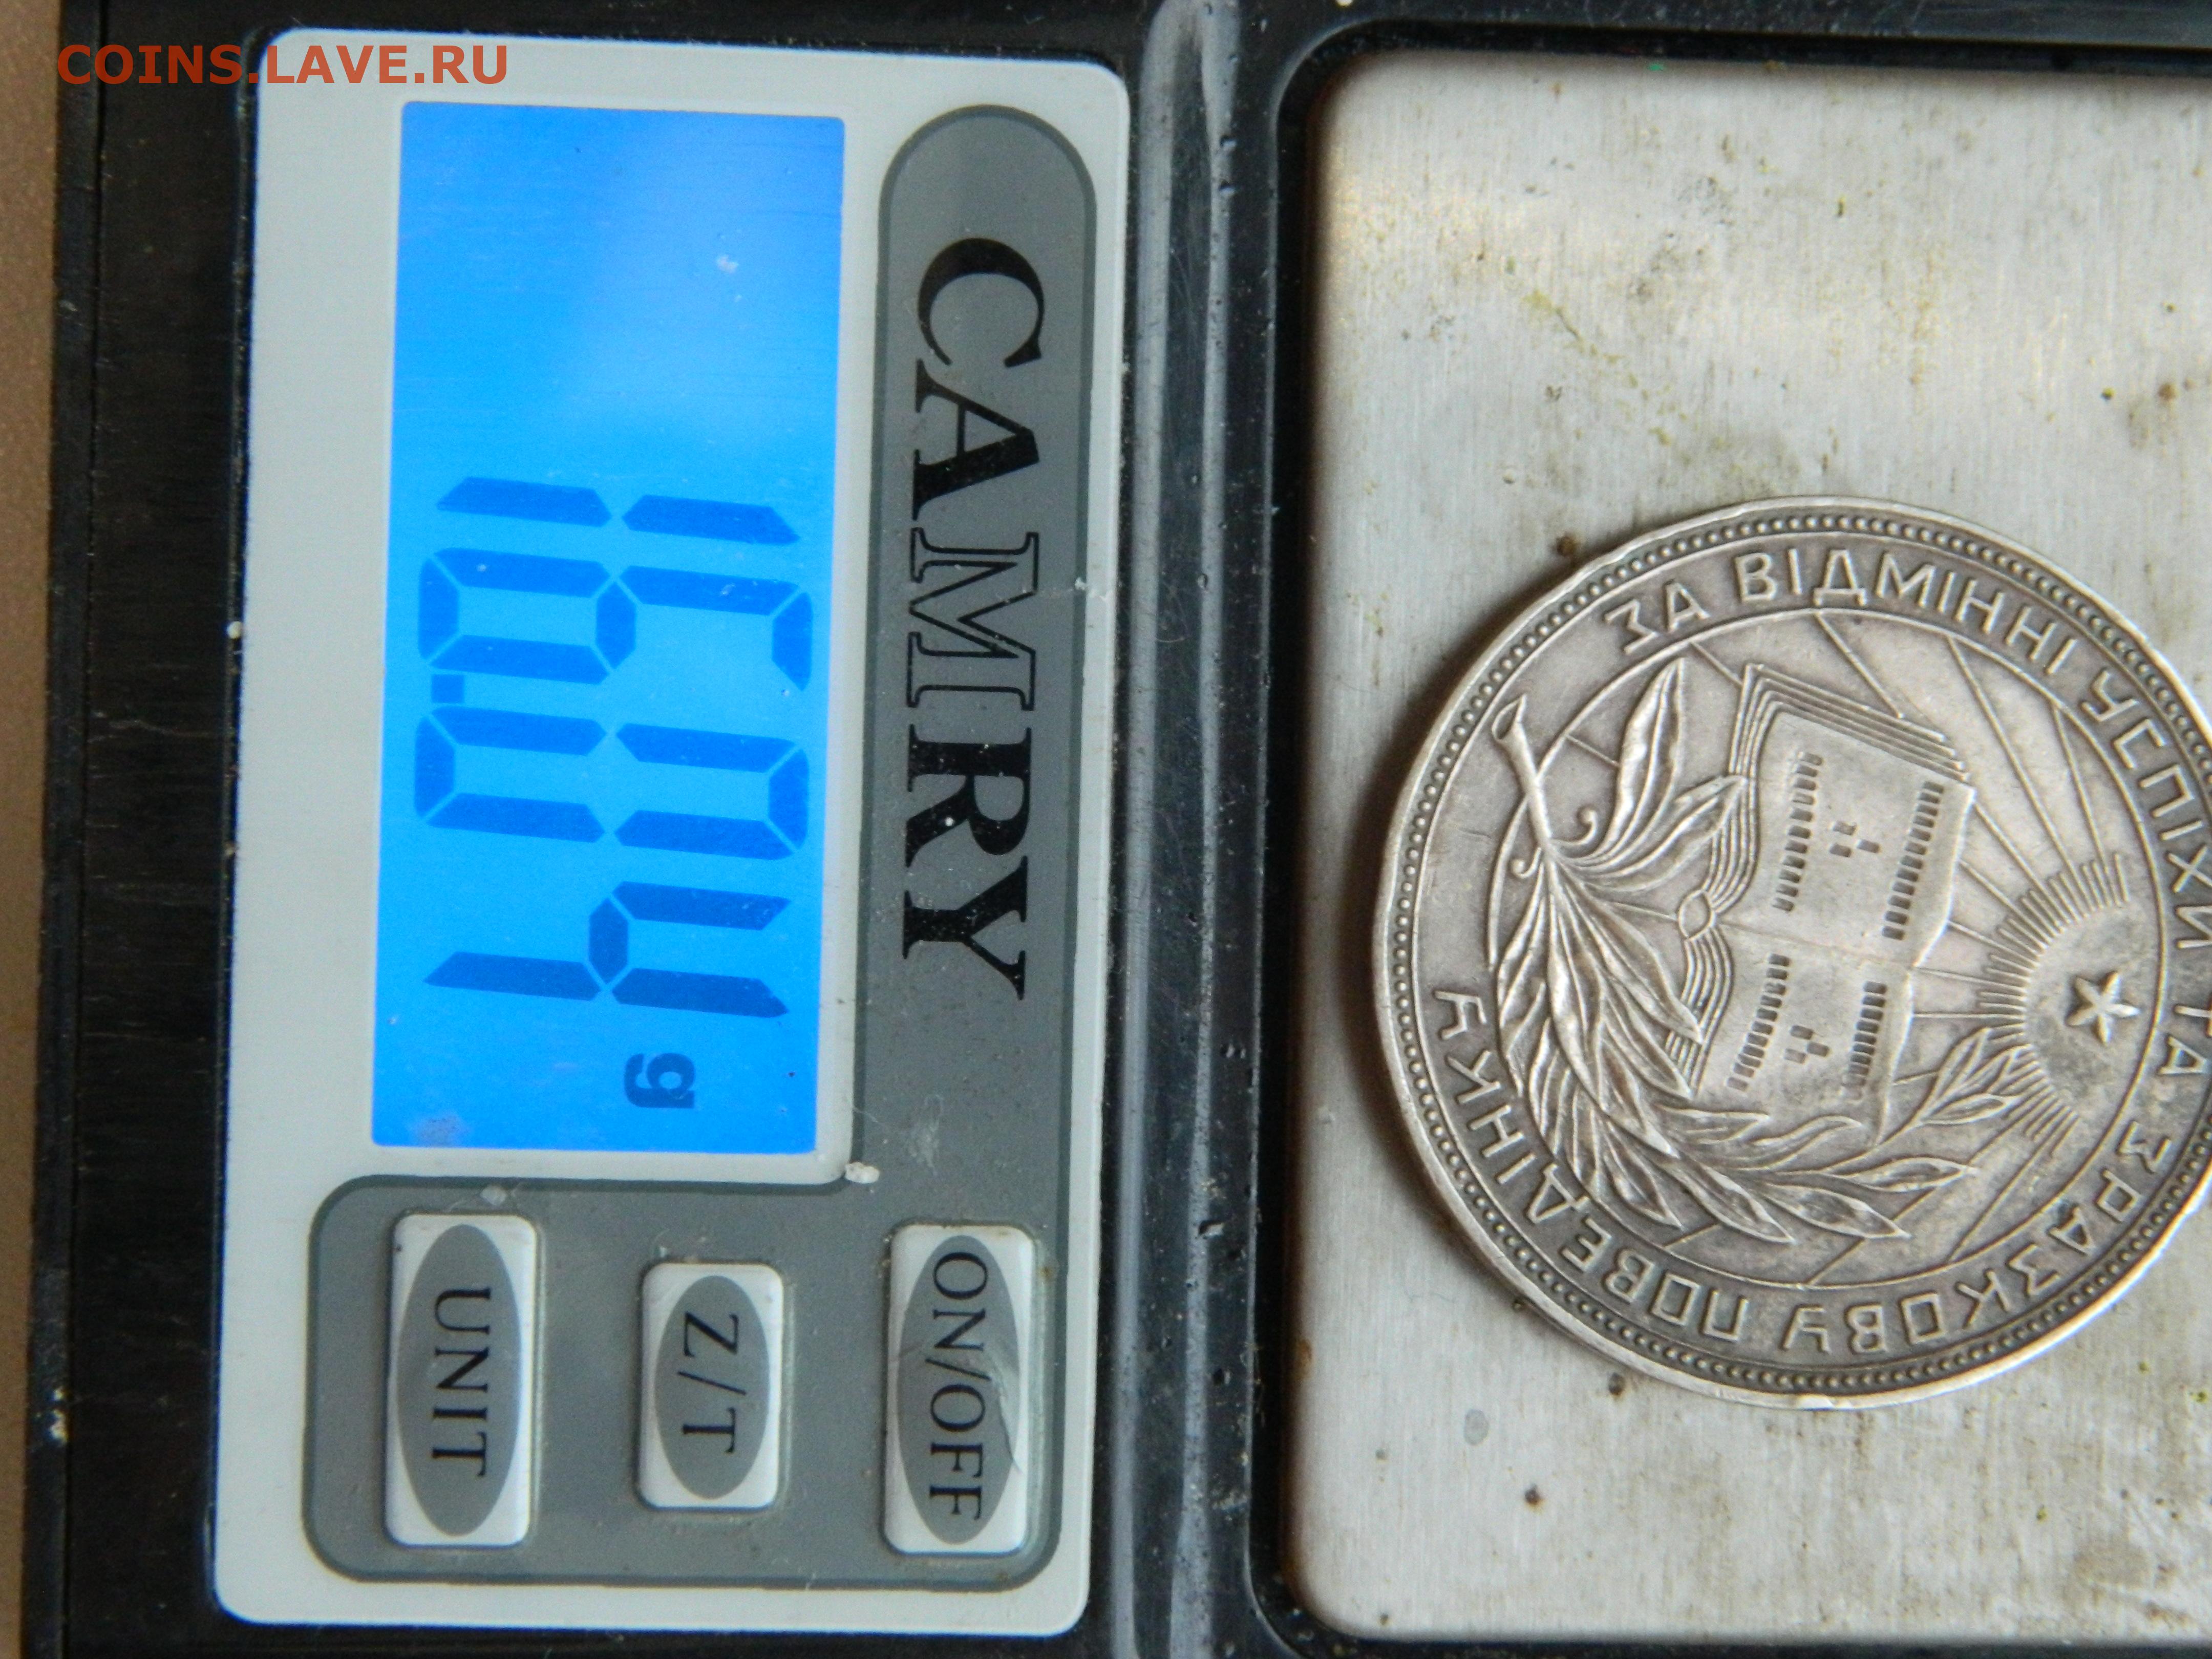 COINS.LAVE.RU
CAMRY
16.04 g
ON/OFF
Z/T
UNIT
ЗА ВІДМІННІ УСПІХИ ТА ЗРАЗКОВУ ПОВЕДІНКУ